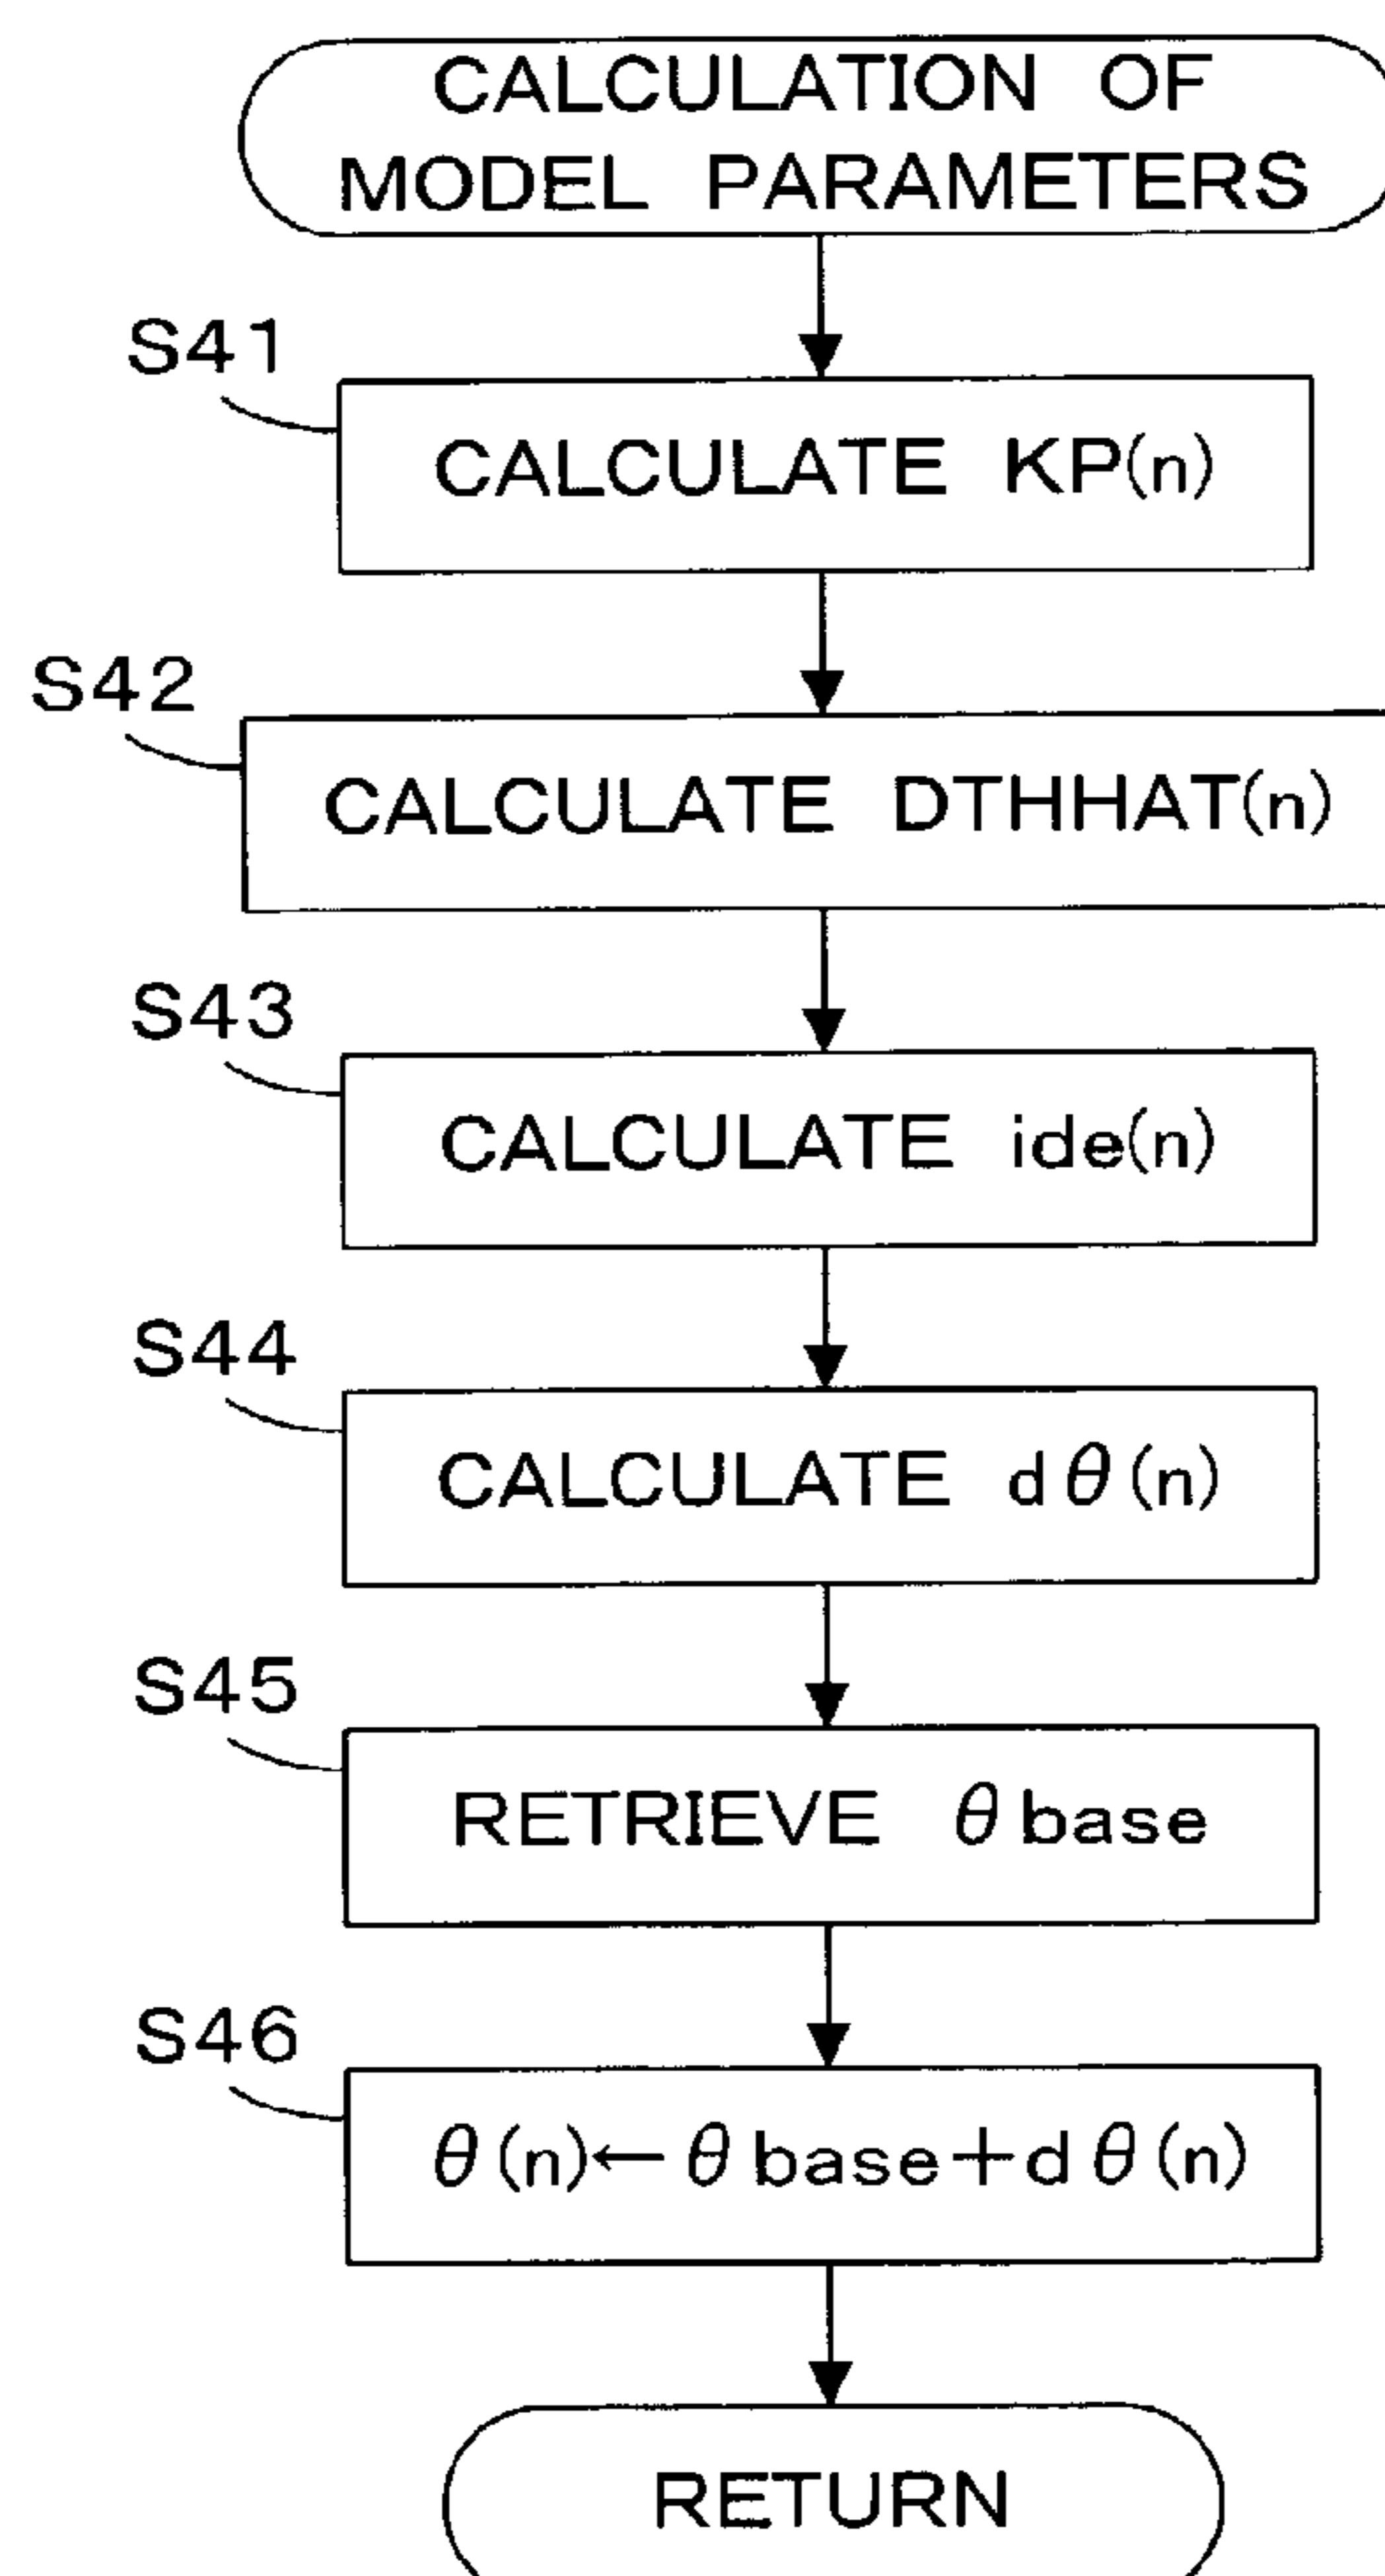 CALCULATION OF
MODEL PARAMETERS
S41
CALCULATE KP(n)
S42
CALCULATE DTHHAT(n)
S43
CALCULATE ide(n)
S44
CALCULATE dθ(n)
S45
RETRIEVE θbase
S46
θ(n)←θbase+dθ(n)
RETURN